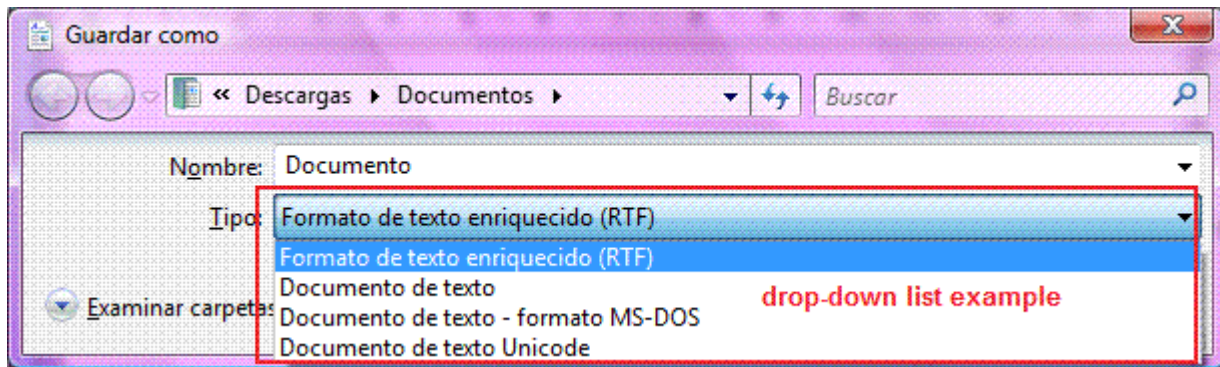 Guardar como
« Descargas Documentos Buscar
Nombre: Documento
Tipo: Formato de texto enriquecido (RTF)
Formato de texto enriquecido (RTF)
Documento de texto
drop-down list example
Examinar carpetas
Documento de texto - formato MS-DOS
Documento de texto Unicode